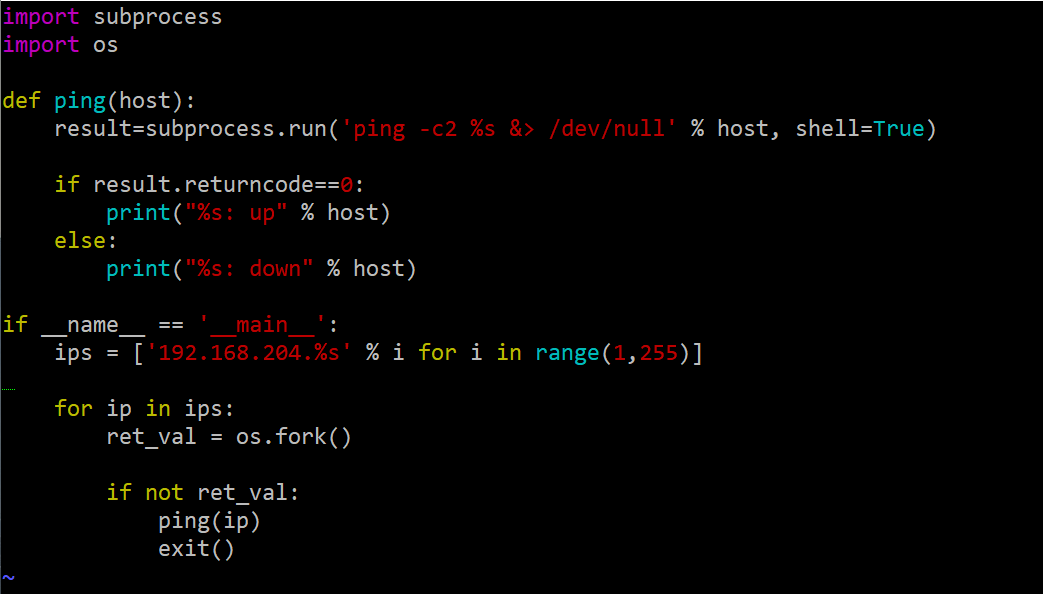 import subprocess
import os
def ping(host):
    result=subprocess.run('ping -c2 %s &> /dev/null' % host, shell=True)
    if result.returncode==0:
        print("%s: up" % host)
    else:
        print("%s: down" % host)
if __name__ == '__main__':
    ips = ['192.168.204.%s' % i for i in range(1,255)]
    for ip in ips:
        ret_val = os.fork()
        if not ret_val:
            ping(ip)
            exit()
~